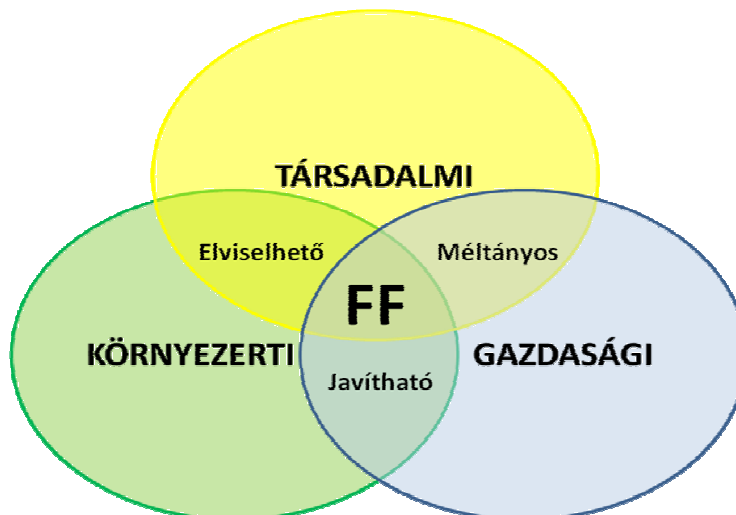 TÁRSADALMI
Elviselhető
Méltányos
FF
KÖRNYEZERTI
GAZDASÁGI
Javítható